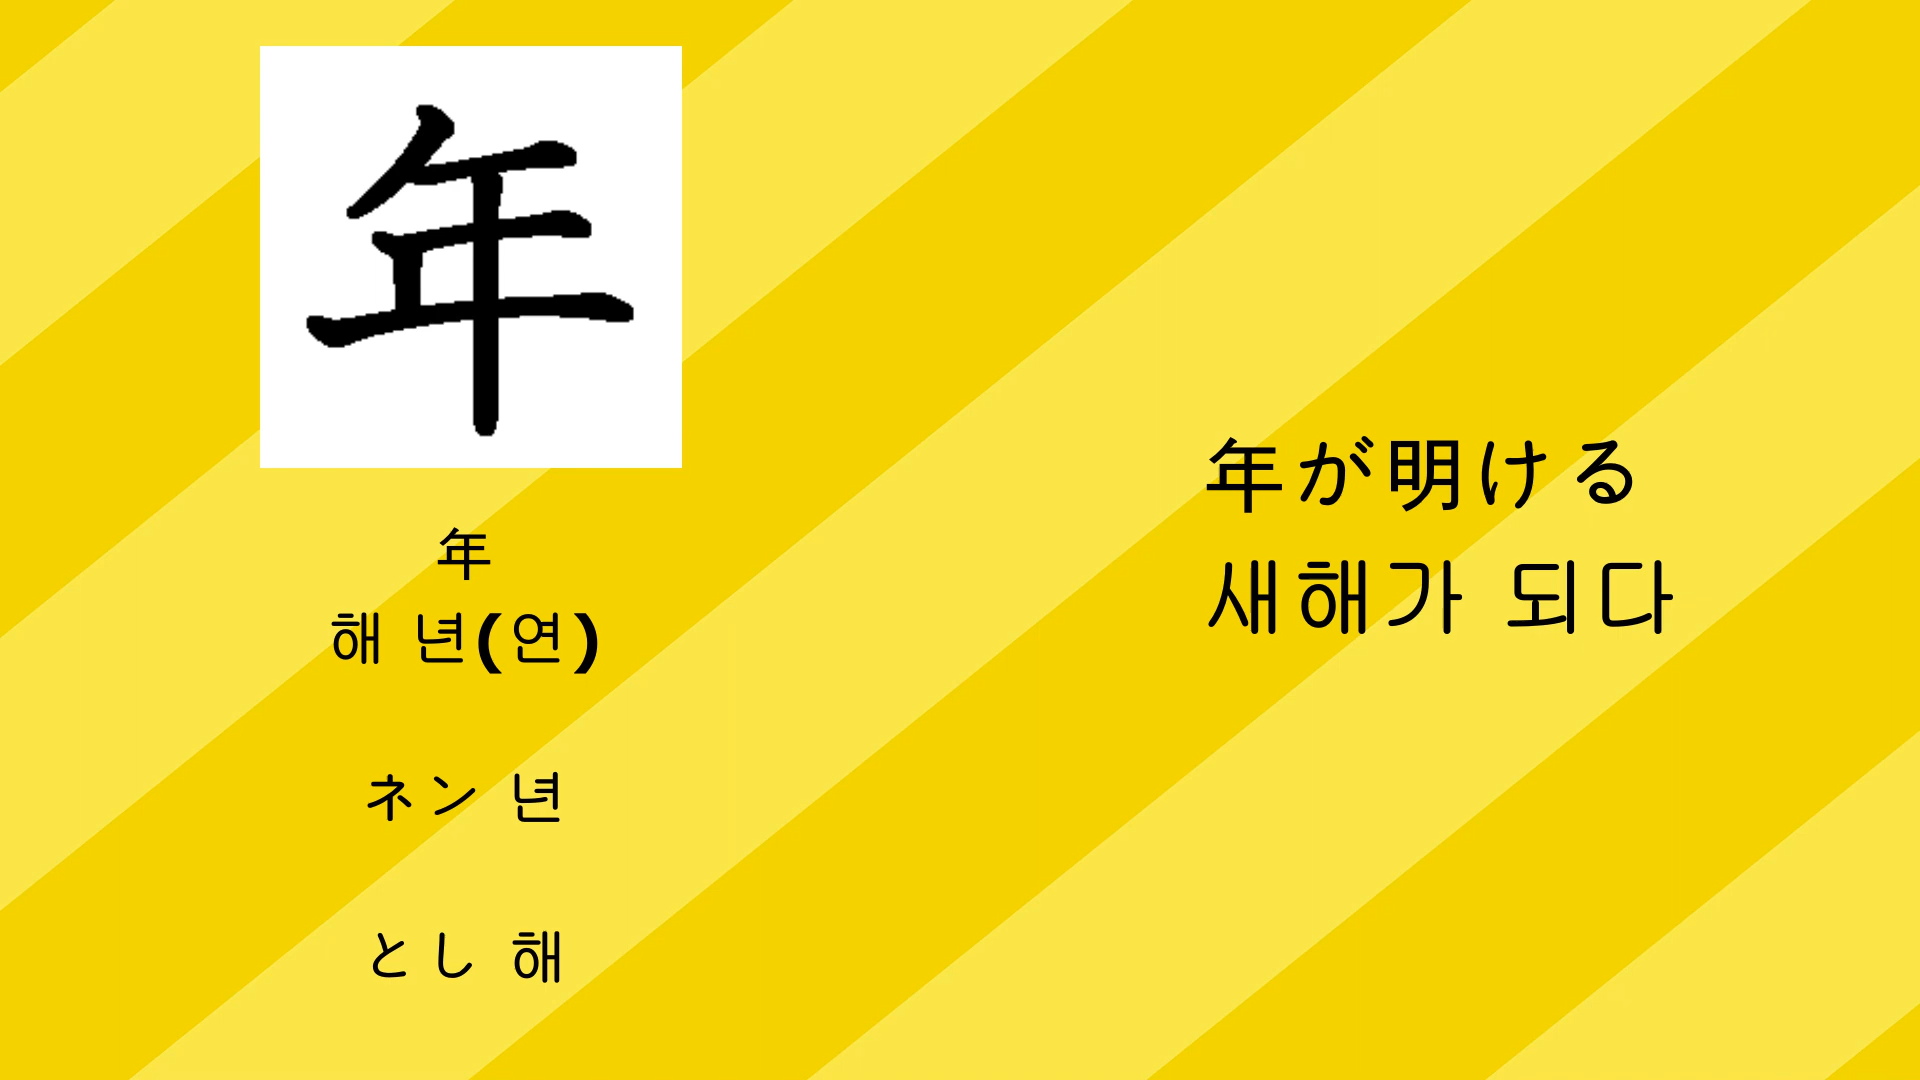 年
年
해 년(연)
ネン 년
とし 해
年が明ける
새해가 되다